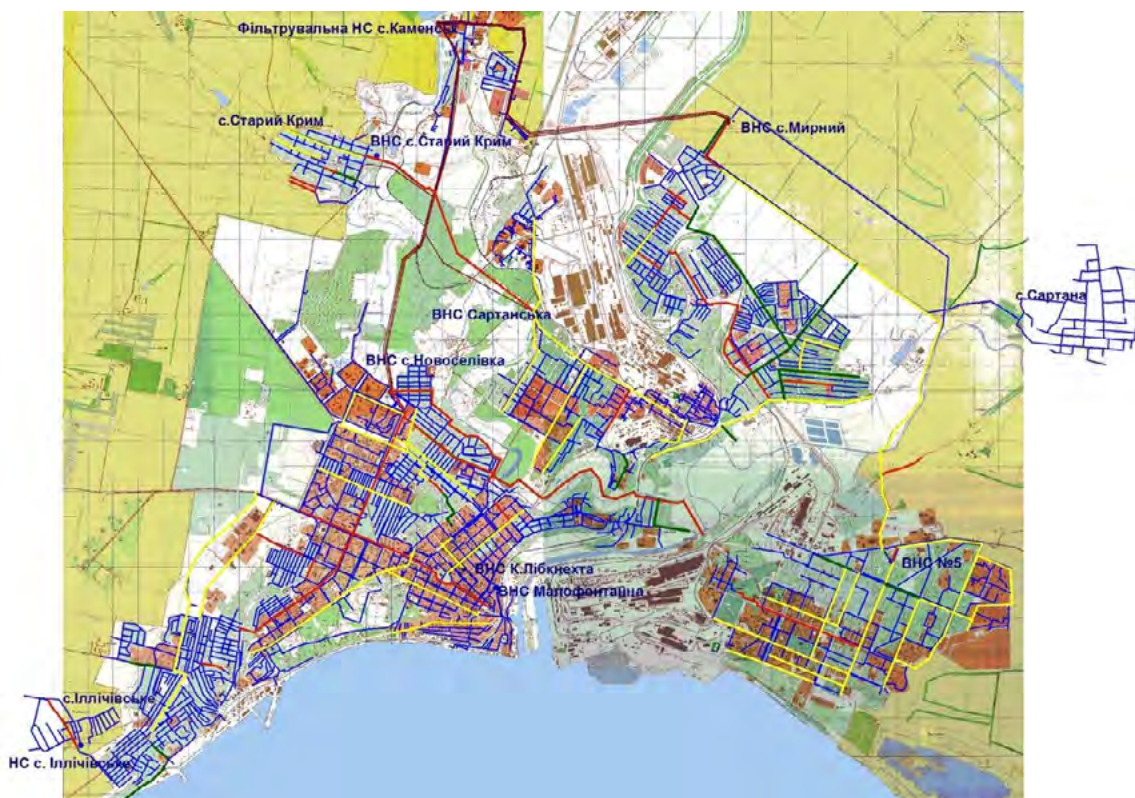 Фільтрувальна НС с.Каменськ
с.Старий Крим
ВНС с.Старий Крим
ВНС с.Мирний
с.Сартана
ВНС Сартанська
ВНС с.Новоселівка
ВНС К.Лібкнехта
ВНС Малофонтанна
ВНС №5
с.Іллічівське
НС с. Іллічівське